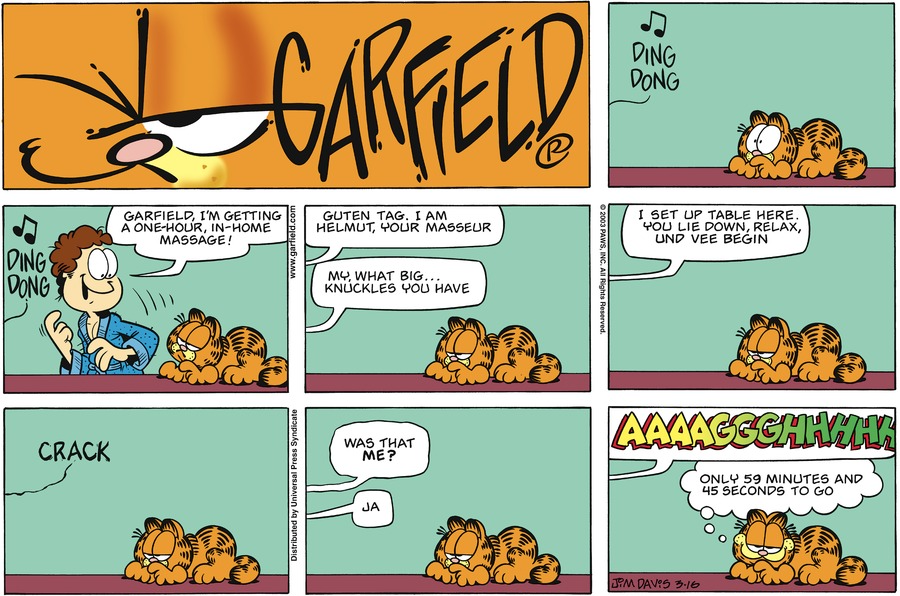 GARFIELD
®
DING
DONG
DING
DONG
GARFIELD, I'M GETTING
A ONE-HOUR, IN-HOME
MASSAGE!
www.garfield.com
GUTEN TAG. I AM
HELMUT, YOUR MASSEUR
MY, WHAT BIG...
KNUCKLES YOU HAVE
© 2003 PAWS, INC. All Rights Reserved.
I SET UP TABLE HERE.
YOU LIE DOWN, RELAX,
UND VEE BEGIN
CRACK
Distributed by Universal Press Syndicate
WAS THAT
ME?
JA
AAAAGGGHHHHH
ONLY 59 MINUTES AND
45 SECONDS TO GO
JIM DAVIS 3-16